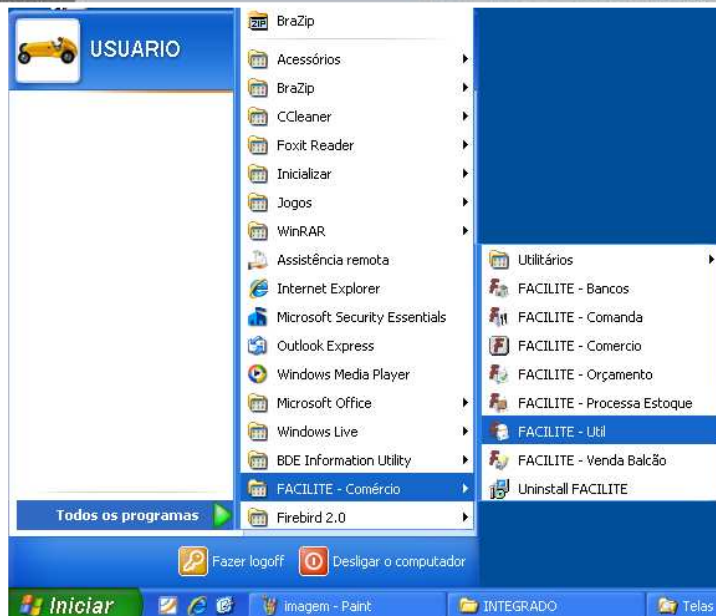 USUARIO
BraZip
Acessórios
BraZip
CCleaner
Foxit Reader
Inicializar
Jogos
WinRAR
Assistência remota
Internet Explorer
Microsoft Security Essentials
Outlook Express
Windows Media Player
Microsoft Office
Windows Live
BDE Information Utility
FACILITE - Comércio
Firebird 2.0
Utilitários
FACILITE - Bancos
FACILITE - Comanda
FACILITE - Comercio
FACILITE - Orçamento
FACILITE - Processa Estoque
FACILITE - Util
FACILITE - Venda Balcão
Uninstall FACILITE
Todos os programas
Fazer logoff
Desligar o computador
Iniciar
imagem - Paint
INTEGRADO
Telas